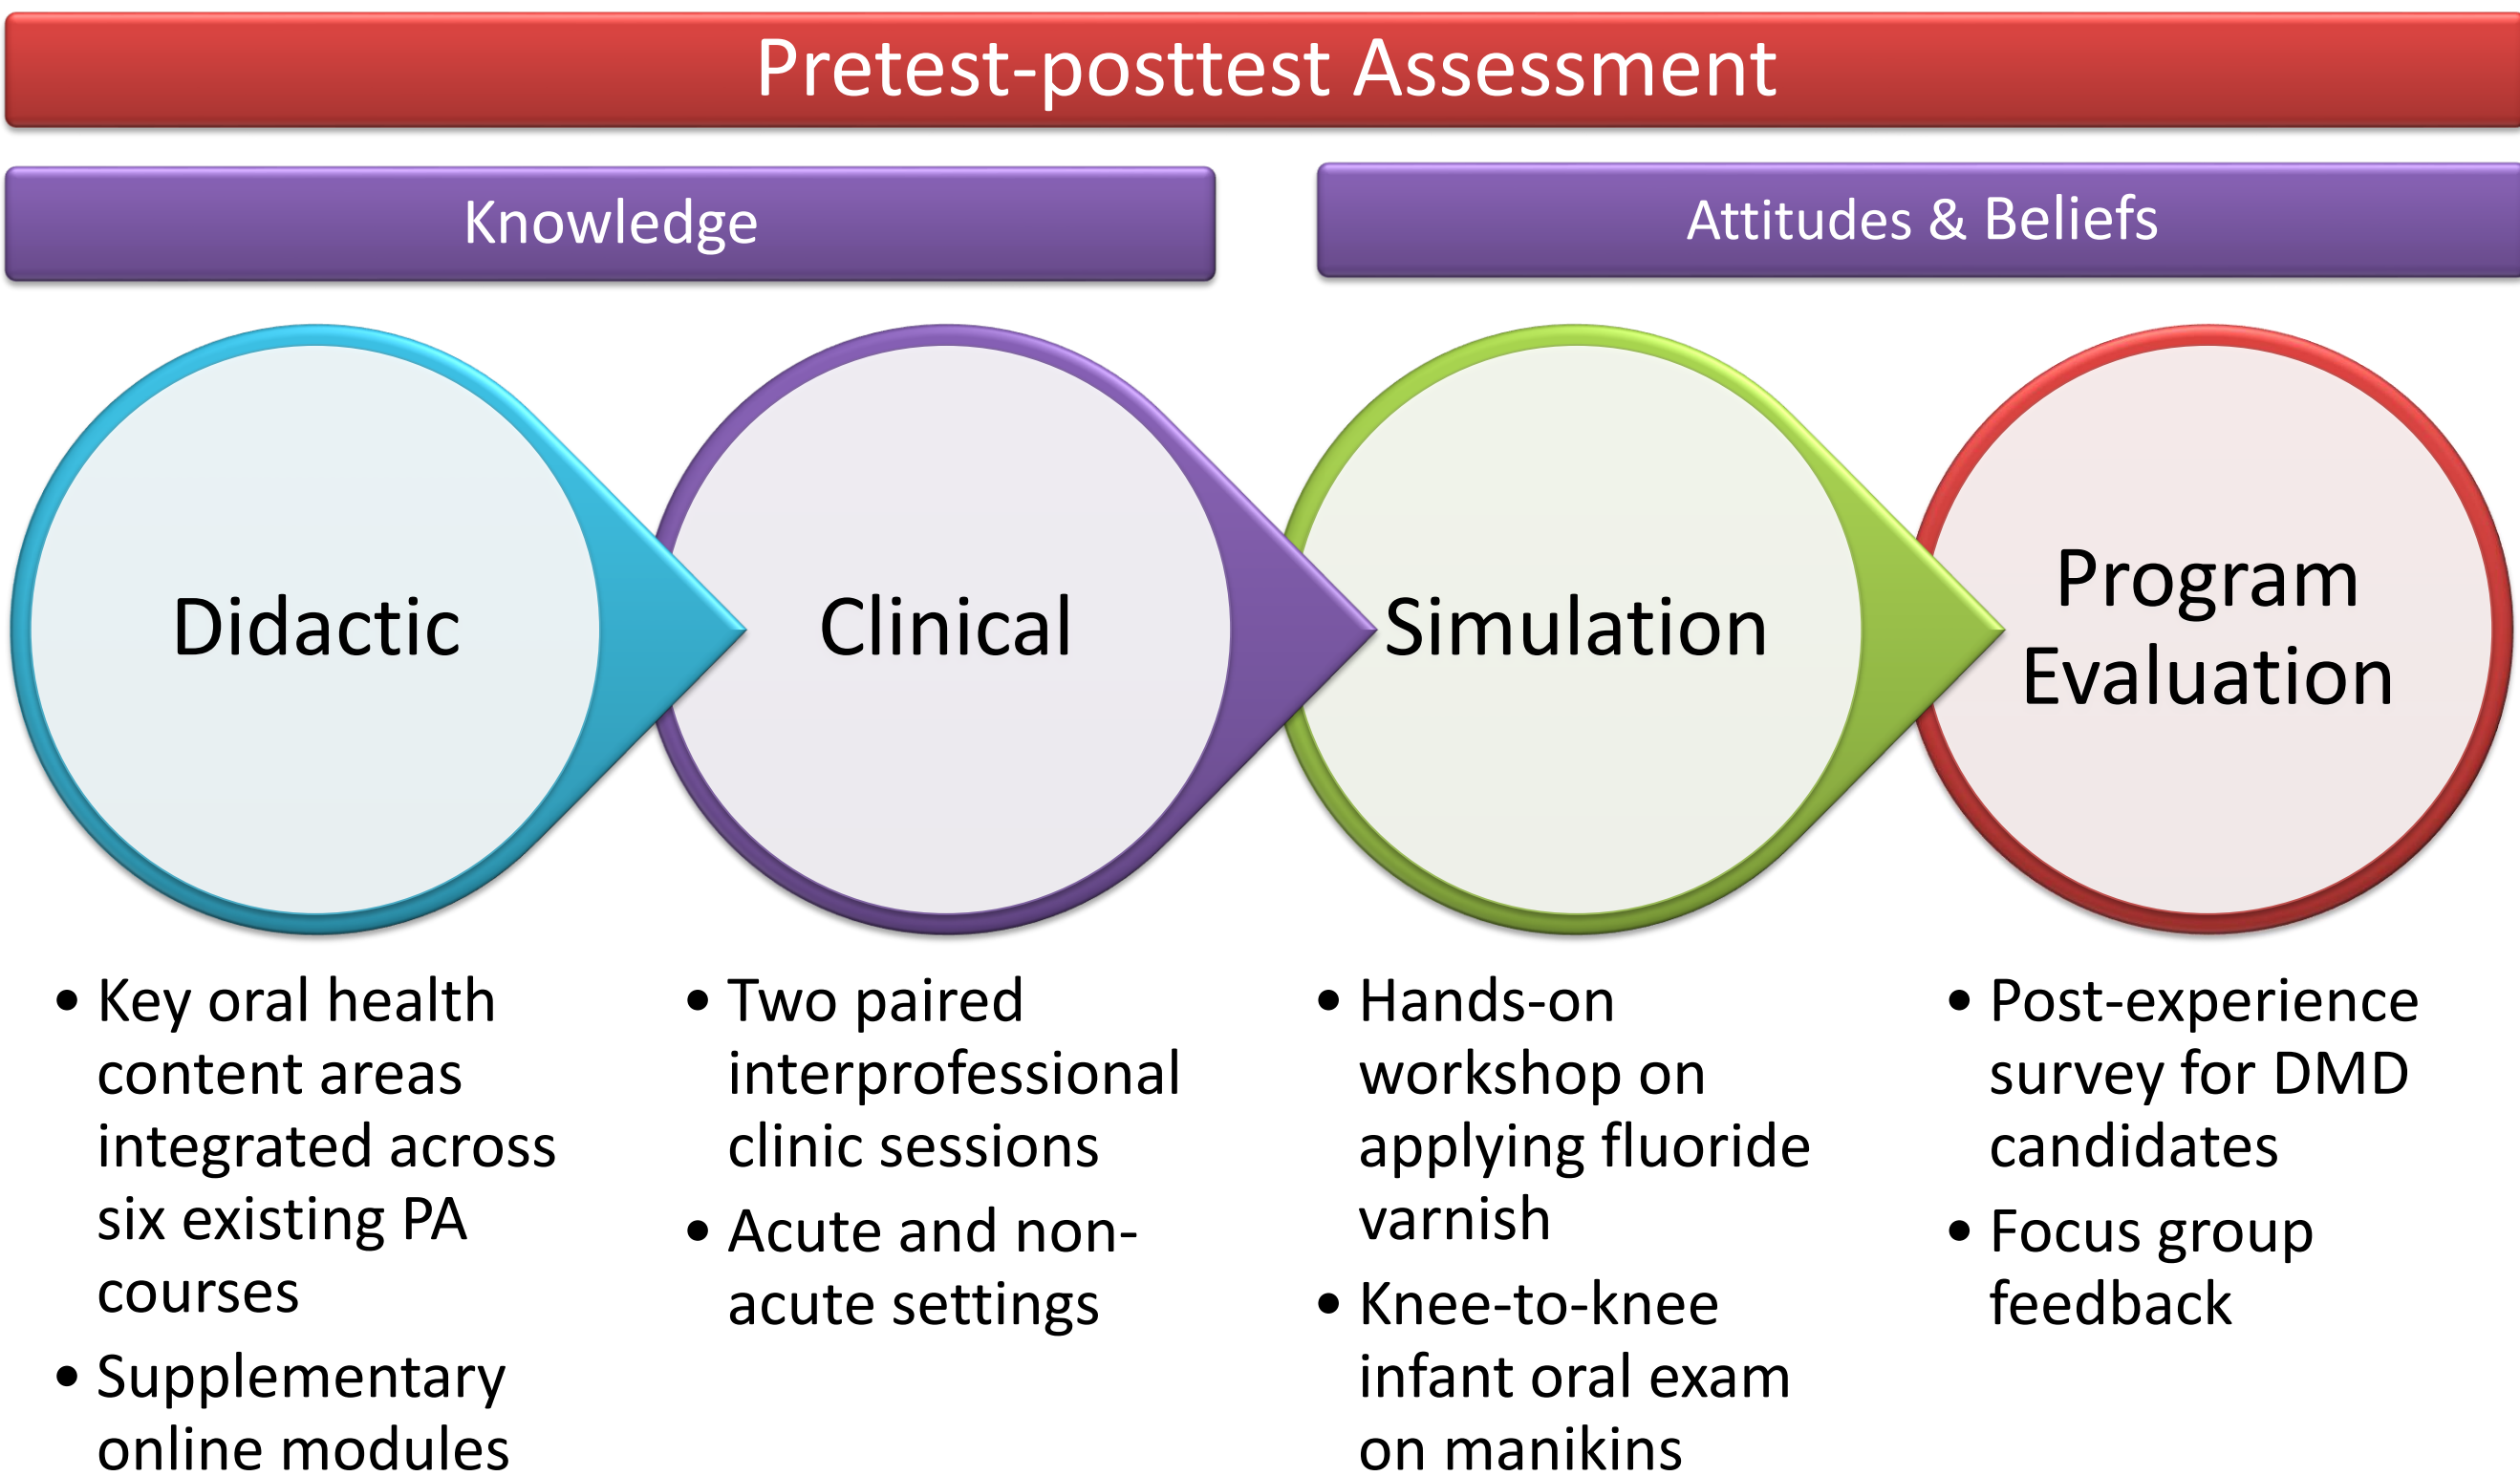 Pretest-posttest Assessment
Knowledge
Attitudes & Beliefs
Didactic
Clinical
Simulation
Program
Evaluation
• Key oral health
content areas
integrated across
six existing PA
courses
• Supplementary
online modules
• Two paired
interprofessional
clinic sessions
• Acute and non-
acute settings
• Hands-on
workshop on
applying fluoride
varnish
• Knee-to-knee
infant oral exam
on manikins
• Post-experience
survey for DMD
candidates
• Focus group
feedback